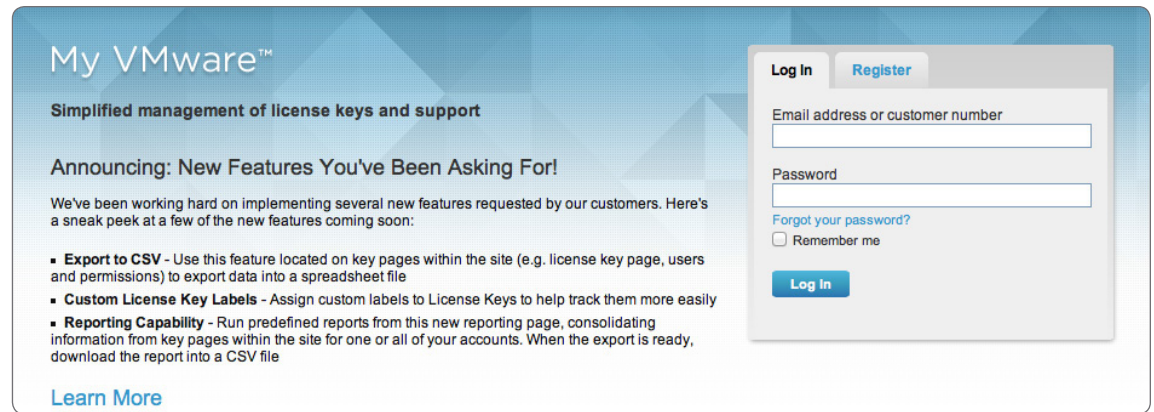 My VMware™
Simplified management of license keys and support
Announcing: New Features You've Been Asking For!
We've been working hard on implementing several new features requested by our customers. Here's
a sneak peek at a few of the new features coming soon:
▪ Export to CSV - Use this feature located on key pages within the site (e.g. license key page, users
and permissions) to export data into a spreadsheet file
▪ Custom License Key Labels - Assign custom labels to License Keys to help track them more easily
▪ Reporting Capability - Run predefined reports from this new reporting page, consolidating
information from key pages within the site for one or all of your accounts. When the export is ready,
download the report into a CSV file
Learn More
Log In Register
Email address or customer number
Password
Forgot your password?
Remember me
Log In